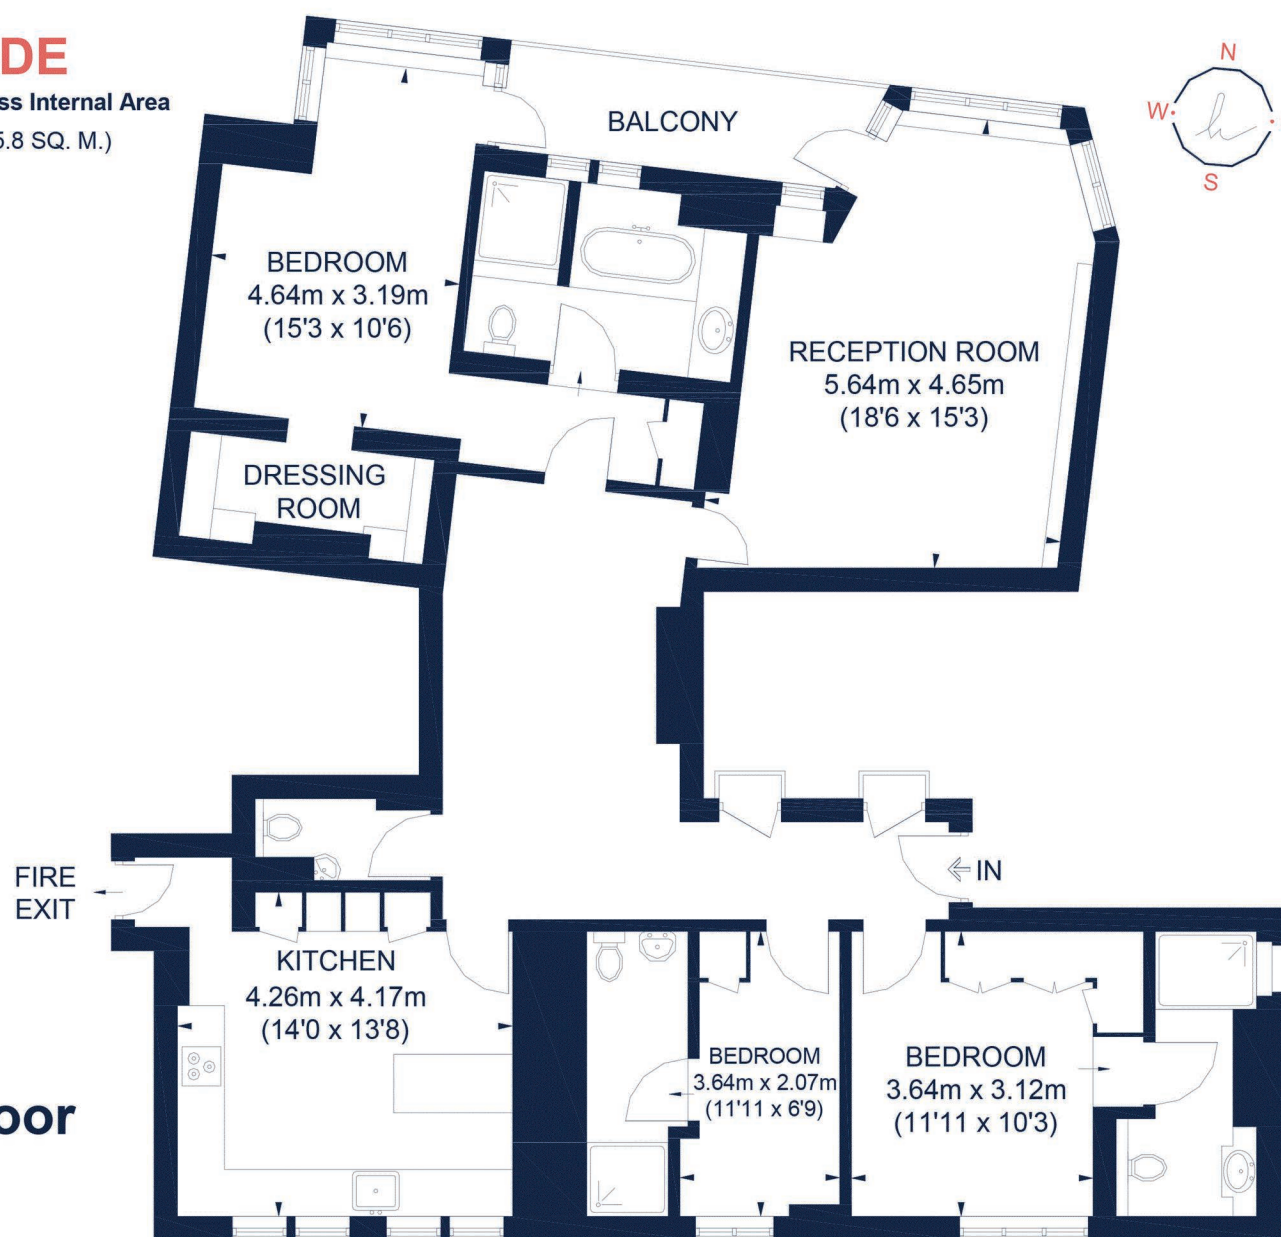 DE
ss Internal Area
5.8 SQ. M.)
N
W
S
BALCONY
BEDROOM
4.64m x 3.19m
(15'3 x 10'6)
RECEPTION ROOM
5.64m x 4.65m
(18'6 x 15'3)
DRESSING
ROOM
FIRE
EXIT
IN
KITCHEN
4.26m x 4.17m
(14'0 x 13'8)
BEDROOM
3.64m x 2.07m
(11'11 x 6'9)
BEDROOM
3.64m x 3.12m
(11'11 x 10'3)
oor